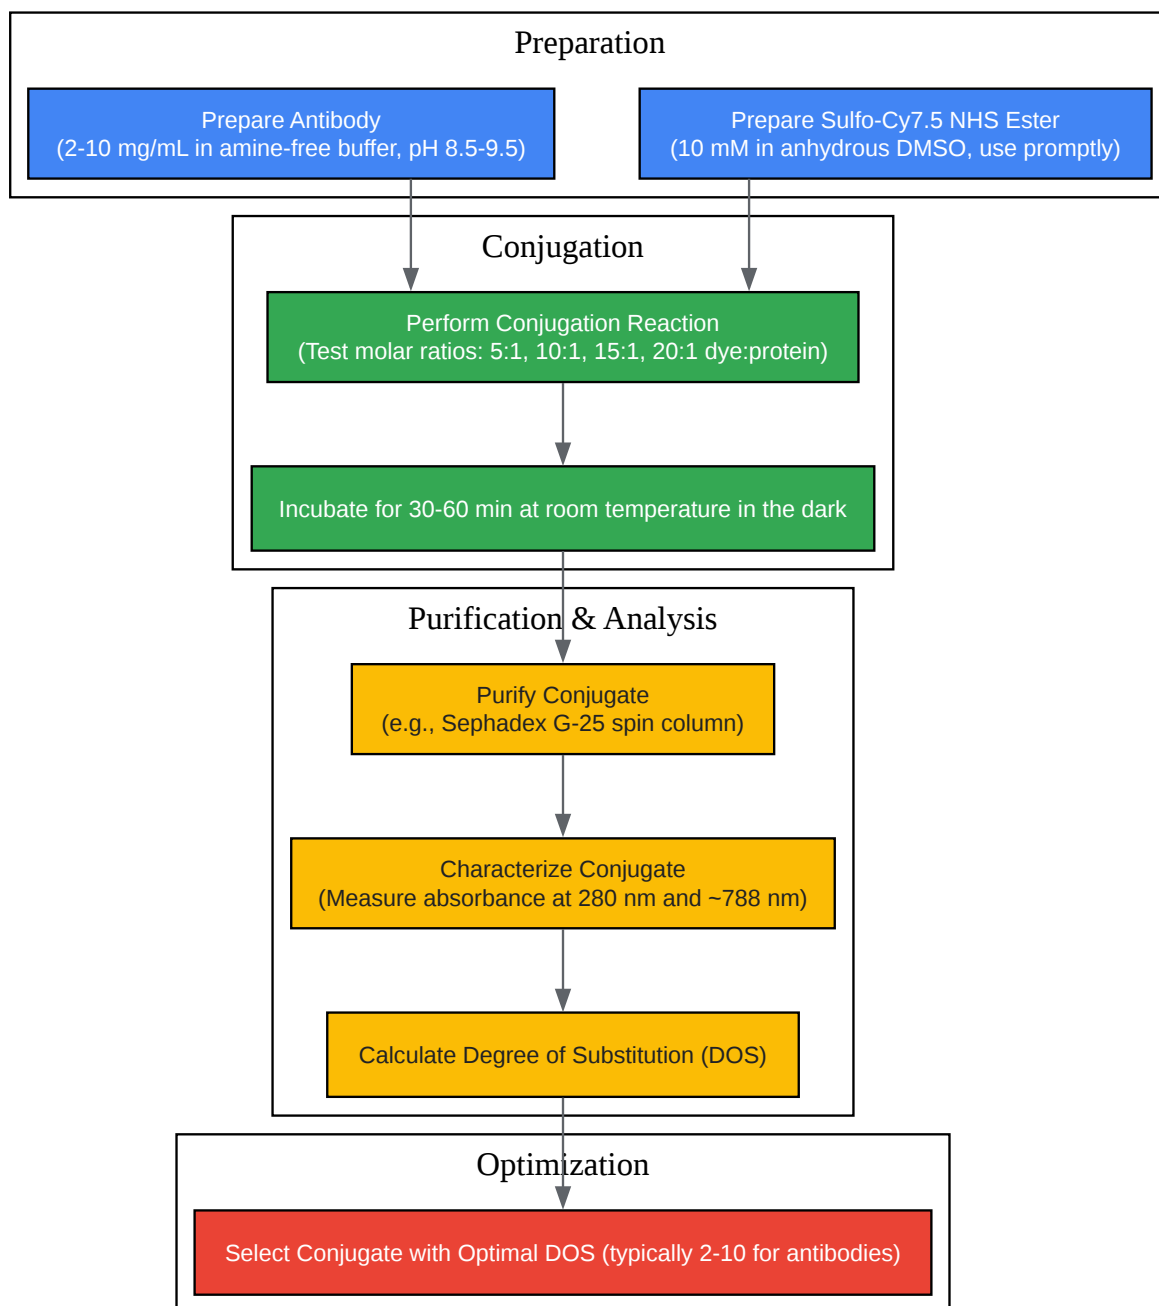 Preparation
Prepare Antibody
(2-10 mg/mL in amine-free buffer, pH 8.5-9.5)
Prepare Sulfo-Cy7.5 NHS Ester
(10 mM in anhydrous DMSO, use promptly)
Conjugation
Perform Conjugation Reaction
(Test molar ratios: 5:1, 10:1, 15:1, 20:1 dye:protein)
Incubate for 30-60 min at room temperature in the dark
Purification & Analysis
Purify Conjugate
(e.g., Sephadex G-25 spin column)
Characterize Conjugate
(Measure absorbance at 280 nm and ~788 nm)
Calculate Degree of Substitution (DOS)
Optimization
Select Conjugate with Optimal DOS (typically 2-10 for antibodies)